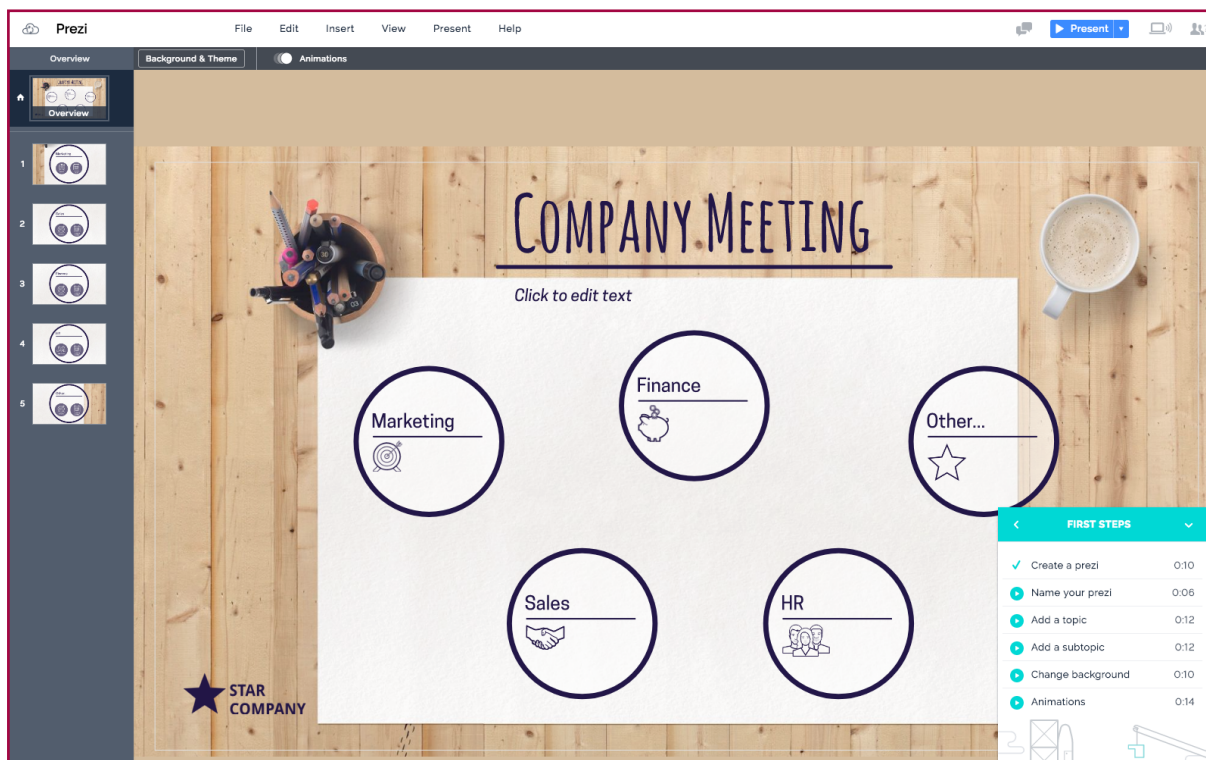 Prezi File Edit Insert View Present Help Present
Overview Background & Theme Animations
Overview
1
2
3
4
5
COMPANY MEETING
Click to edit text
Marketing
Finance
Other...
Sales
HR
STAR
COMPANY
FIRST STEPS
Create a prezi 0:10
Name your prezi 0:06
Add a topic 0:12
Add a subtopic 0:12
Change background 0:10
Animations 0:14